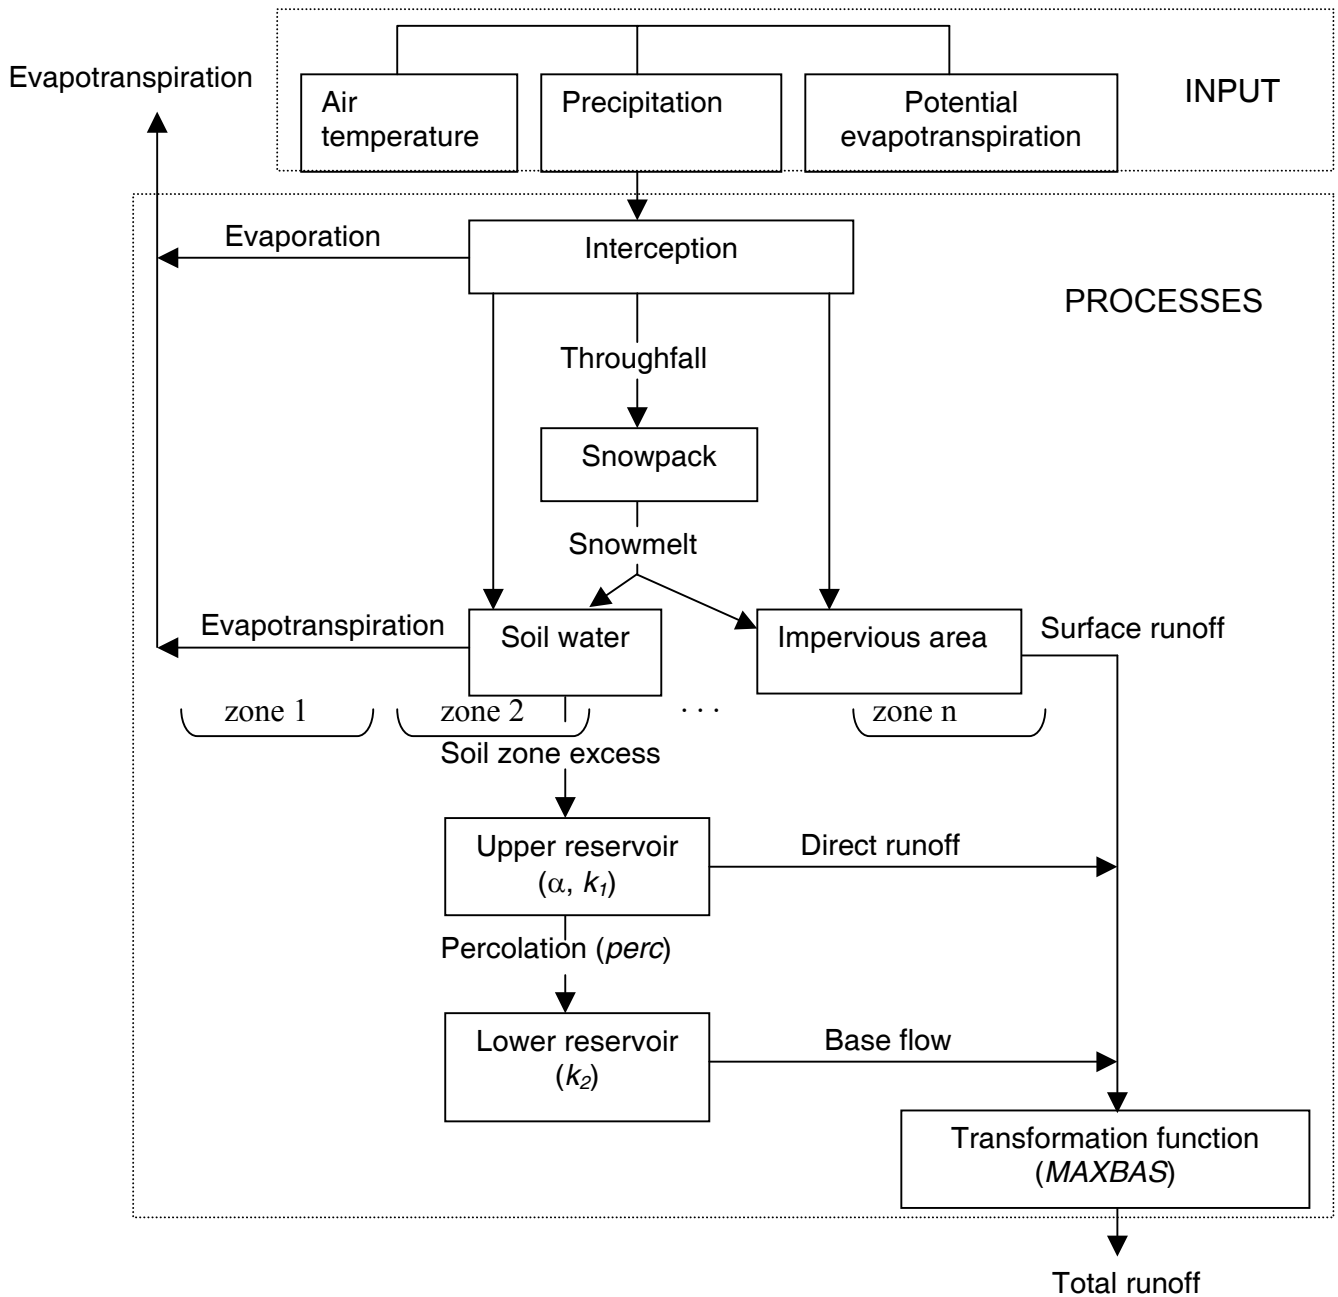 Evapotranspiration
Air
temperature
Precipitation
Potential
evapotranspiration
INPUT
Evaporation
Interception
PROCESSES
Throughfall
Snowpack
Snowmelt
Evapotranspiration
Soil water
Impervious area
Surface runoff
zone 1
zone 2
. . .
zone n
Soil zone excess
Upper reservoir
(α, k₁)
Direct runoff
Percolation (perc)
Lower reservoir
(k₂)
Base flow
Transformation function
(MAXBAS)
Total runoff